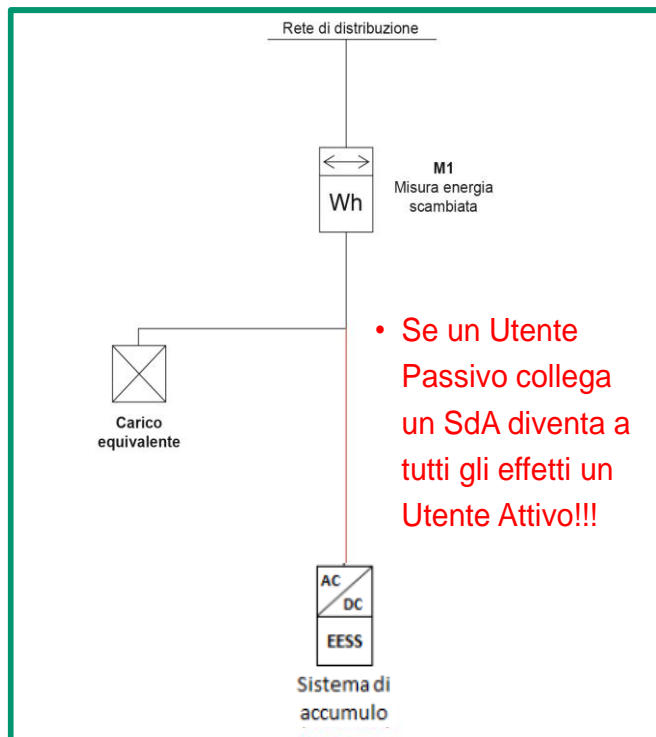 Rete di distribuzione
M1
Misura energia
scambiata
Wh
• Se un Utente
Passivo collega
un SdA diventa a
tutti gli effetti un
Utente Attivo!!!
Carico
equivalente
AC
DC
EESS
Sistema di
accumulo